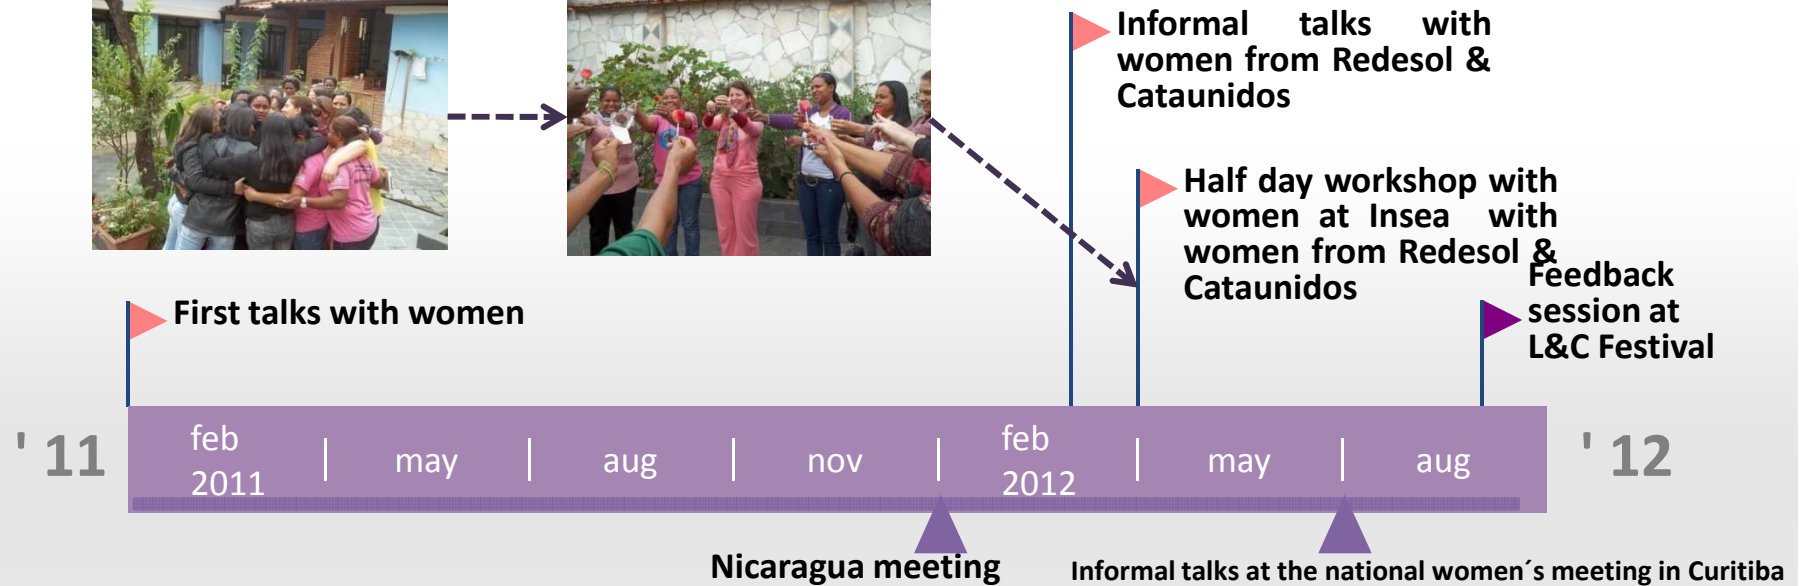 Informal talks with
women from Redesol &
Cataunidos
Half day workshop with
women at Insea with
women from Redesol &
Cataunidos
Feedback
session at
L&C Festival
First talks with women
' 11
feb
2011
may
aug
nov
feb
2012
may
aug
' 12
Nicaragua meeting
Informal talks at the national women´s meeting in Curitiba